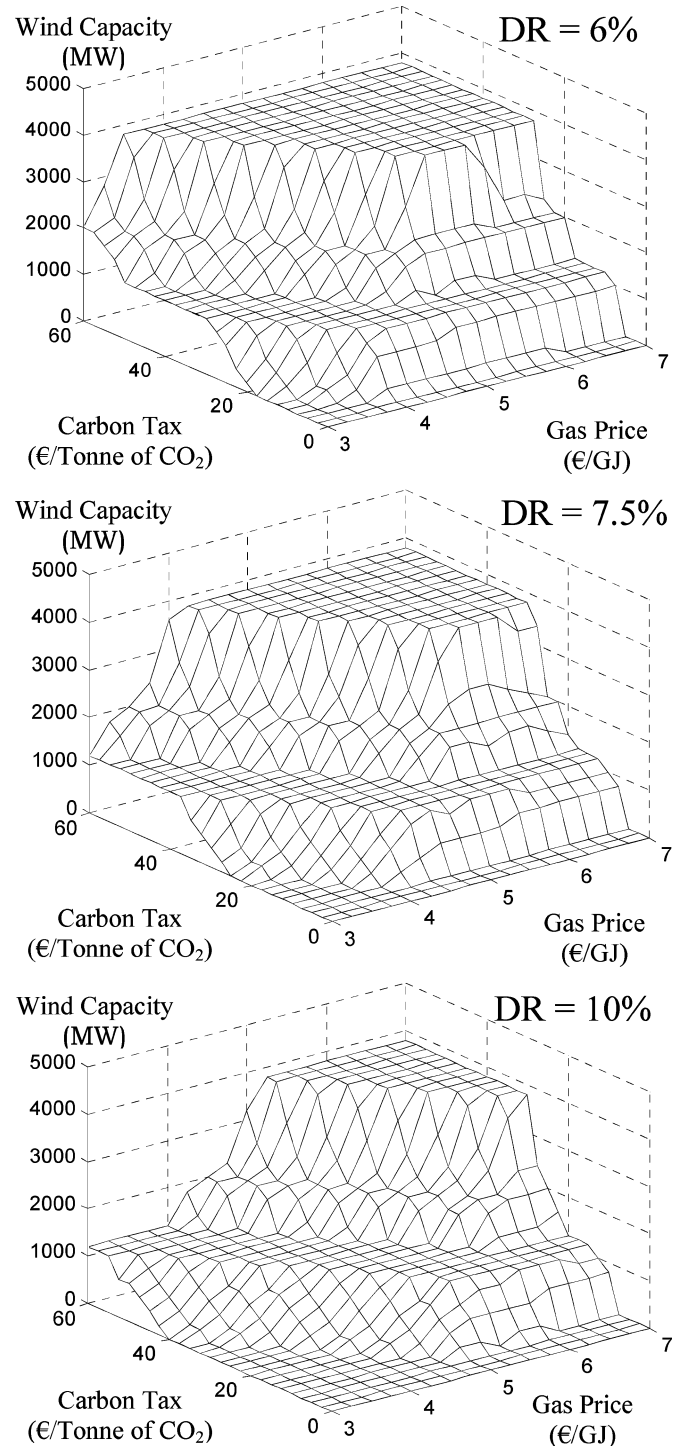 Wind Capacity
(MW)
DR = 6%
5000
4000
3000
2000
1000
0
60
40
20
0
3
4
5
6
7
Carbon Tax
(€/Tonne of CO₂)
Gas Price
(€/GJ)
Wind Capacity
(MW)
DR = 7.5%
5000
4000
3000
2000
1000
0
60
40
20
0
3
4
5
6
7
Carbon Tax
(€/Tonne of CO₂)
Gas Price
(€/GJ)
Wind Capacity
(MW)
DR = 10%
5000
4000
3000
2000
1000
0
60
40
20
0
3
4
5
6
7
Carbon Tax
(€/Tonne of CO₂)
Gas Price
(€/GJ)